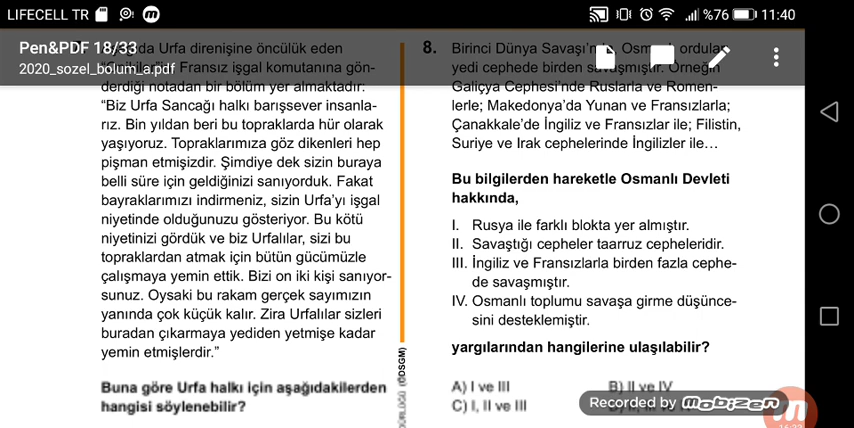 LIFECELL TR
%76
11:40
Pen&PDF 18/33
2020_sozel_bolum_a.pdf
Urfa direnişine öncülük eden
Fransız işgal komutanına gön-
derdiği notadan bir bölüm yer almaktadır:
“Biz Urfa Sancağı halkı barışsever insanla-
rız. Bin yıldan beri bu topraklarda hür olarak
yaşıyoruz. Topraklarımıza göz dikenleri hep
pişman etmişizdir. Şimdiye dek sizin buraya
belli süre için geldiğinizi sanıyorduk. Fakat
bayraklarımızı indirmeniz, sizin Urfa’yı işgal
niyetinde olduğunuzu gösteriyor. Bu kötü
niyetinizi gördük ve biz Urfalılar, sizi bu
topraklardan atmak için bütün gücümüzle
çalışmaya yemin ettik. Bizi on iki kişi sanıyor-
sunuz. Oysaki bu rakam gerçek sayımızın
yanında çok küçük kalır. Zira Urfalılar sizleri
buradan çıkarmaya yediden yetmişe kadar
yemin etmişlerdir.”
Buna göre Urfa halkı için aşağıdakilerden
hangisi söylenebilir?
(ÖDSGM)
8. Birinci Dünya Savaşı’nda, Osmanlı orduları
yedi cephede birden savaşmıştır. Örneğin
Galiçya Cephesi’nde Ruslarla ve Romen-
lerle; Makedonya’da Yunan ve Fransızlarla;
Çanakkale’de İngiliz ve Fransızlar ile; Filistin,
Suriye ve Irak cephelerinde İngilizler ile…
Bu bilgilerden hareketle Osmanlı Devleti
hakkında,
I. Rusya ile farklı blokta yer almıştır.
II. Savaştığı cepheler taarruz cepheleridir.
III. İngiliz ve Fransızlarla birden fazla cephe-
de savaşmıştır.
IV. Osmanlı toplumu savaşa girme düşünce-
sini desteklemiştir.
yargılarından hangilerine ulaşılabilir?
A) I ve III
B) II ve IV
C) I, II ve III
Recorded by Mobizen